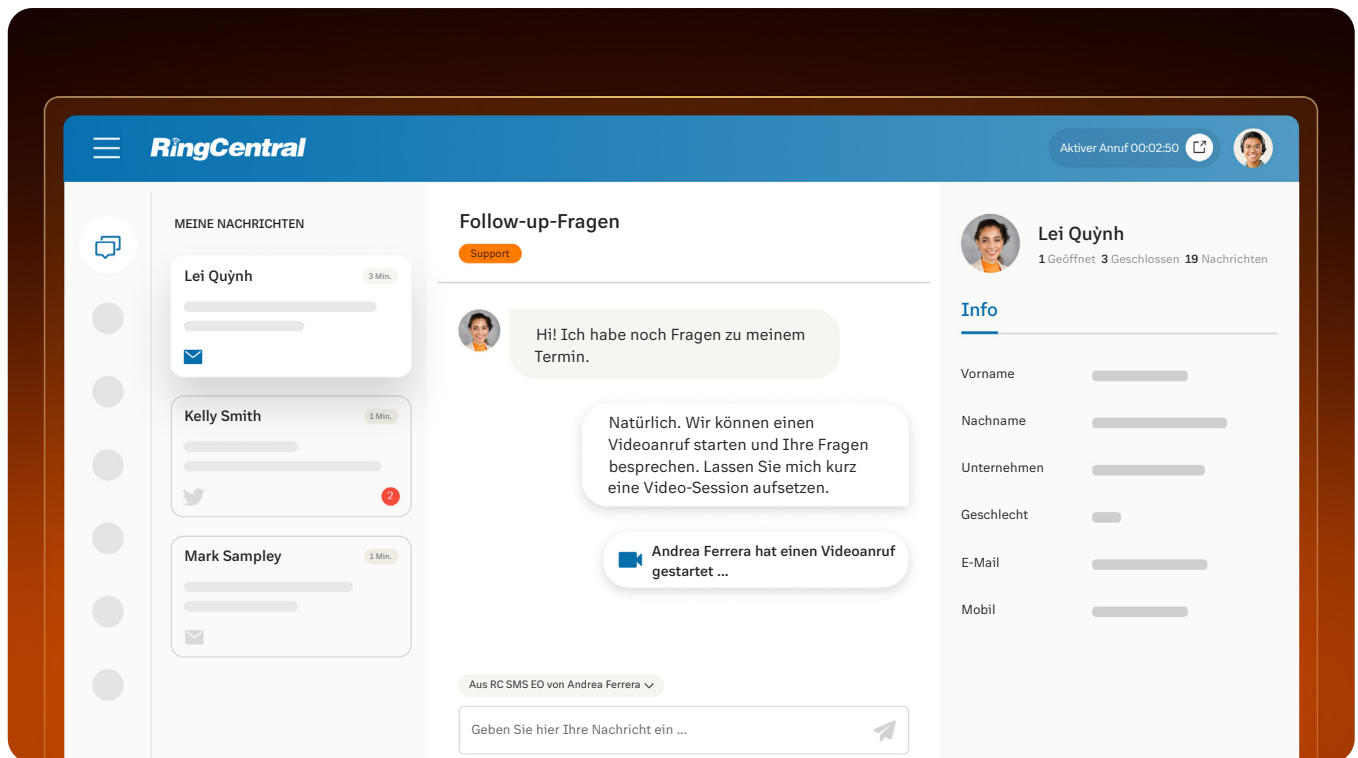 RingCentral
Aktiver Anruf 00:02:50
MEINE NACHRICHTEN
Lei Quỳnh
3 Min.
Kelly Smith
1 Min.
2
Mark Sampley
1 Min.
Follow-up-Fragen
Support
Hi! Ich habe noch Fragen zu meinem
Termin.
Natürlich. Wir können einen
Videoanruf starten und Ihre Fragen
besprechen. Lassen Sie mich kurz
eine Video-Session aufsetzen.
Andrea Ferrera hat einen Videoanruf
gestartet ...
Aus RC SMS EO von Andrea Ferrera
Geben Sie hier Ihre Nachricht ein ...
Lei Quỳnh
1 Geöffnet 3 Geschlossen 19 Nachrichten
Info
Vorname
Nachname
Unternehmen
Geschlecht
E-Mail
Mobil